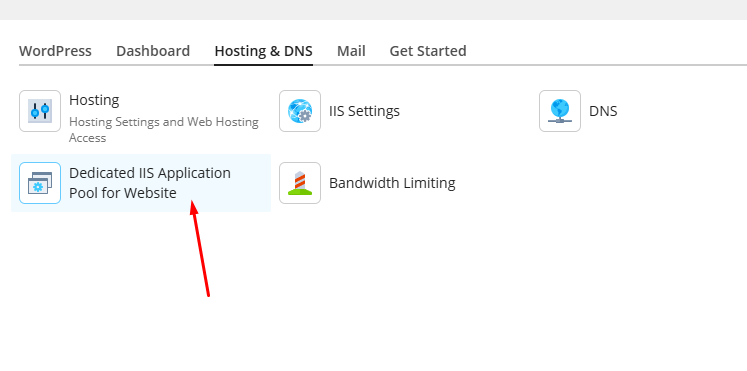 WordPress Dashboard Hosting & DNS Mail Get Started
Hosting
Hosting Settings and Web Hosting
Access
IIS Settings
DNS
Dedicated IIS Application
Pool for Website
Bandwidth Limiting